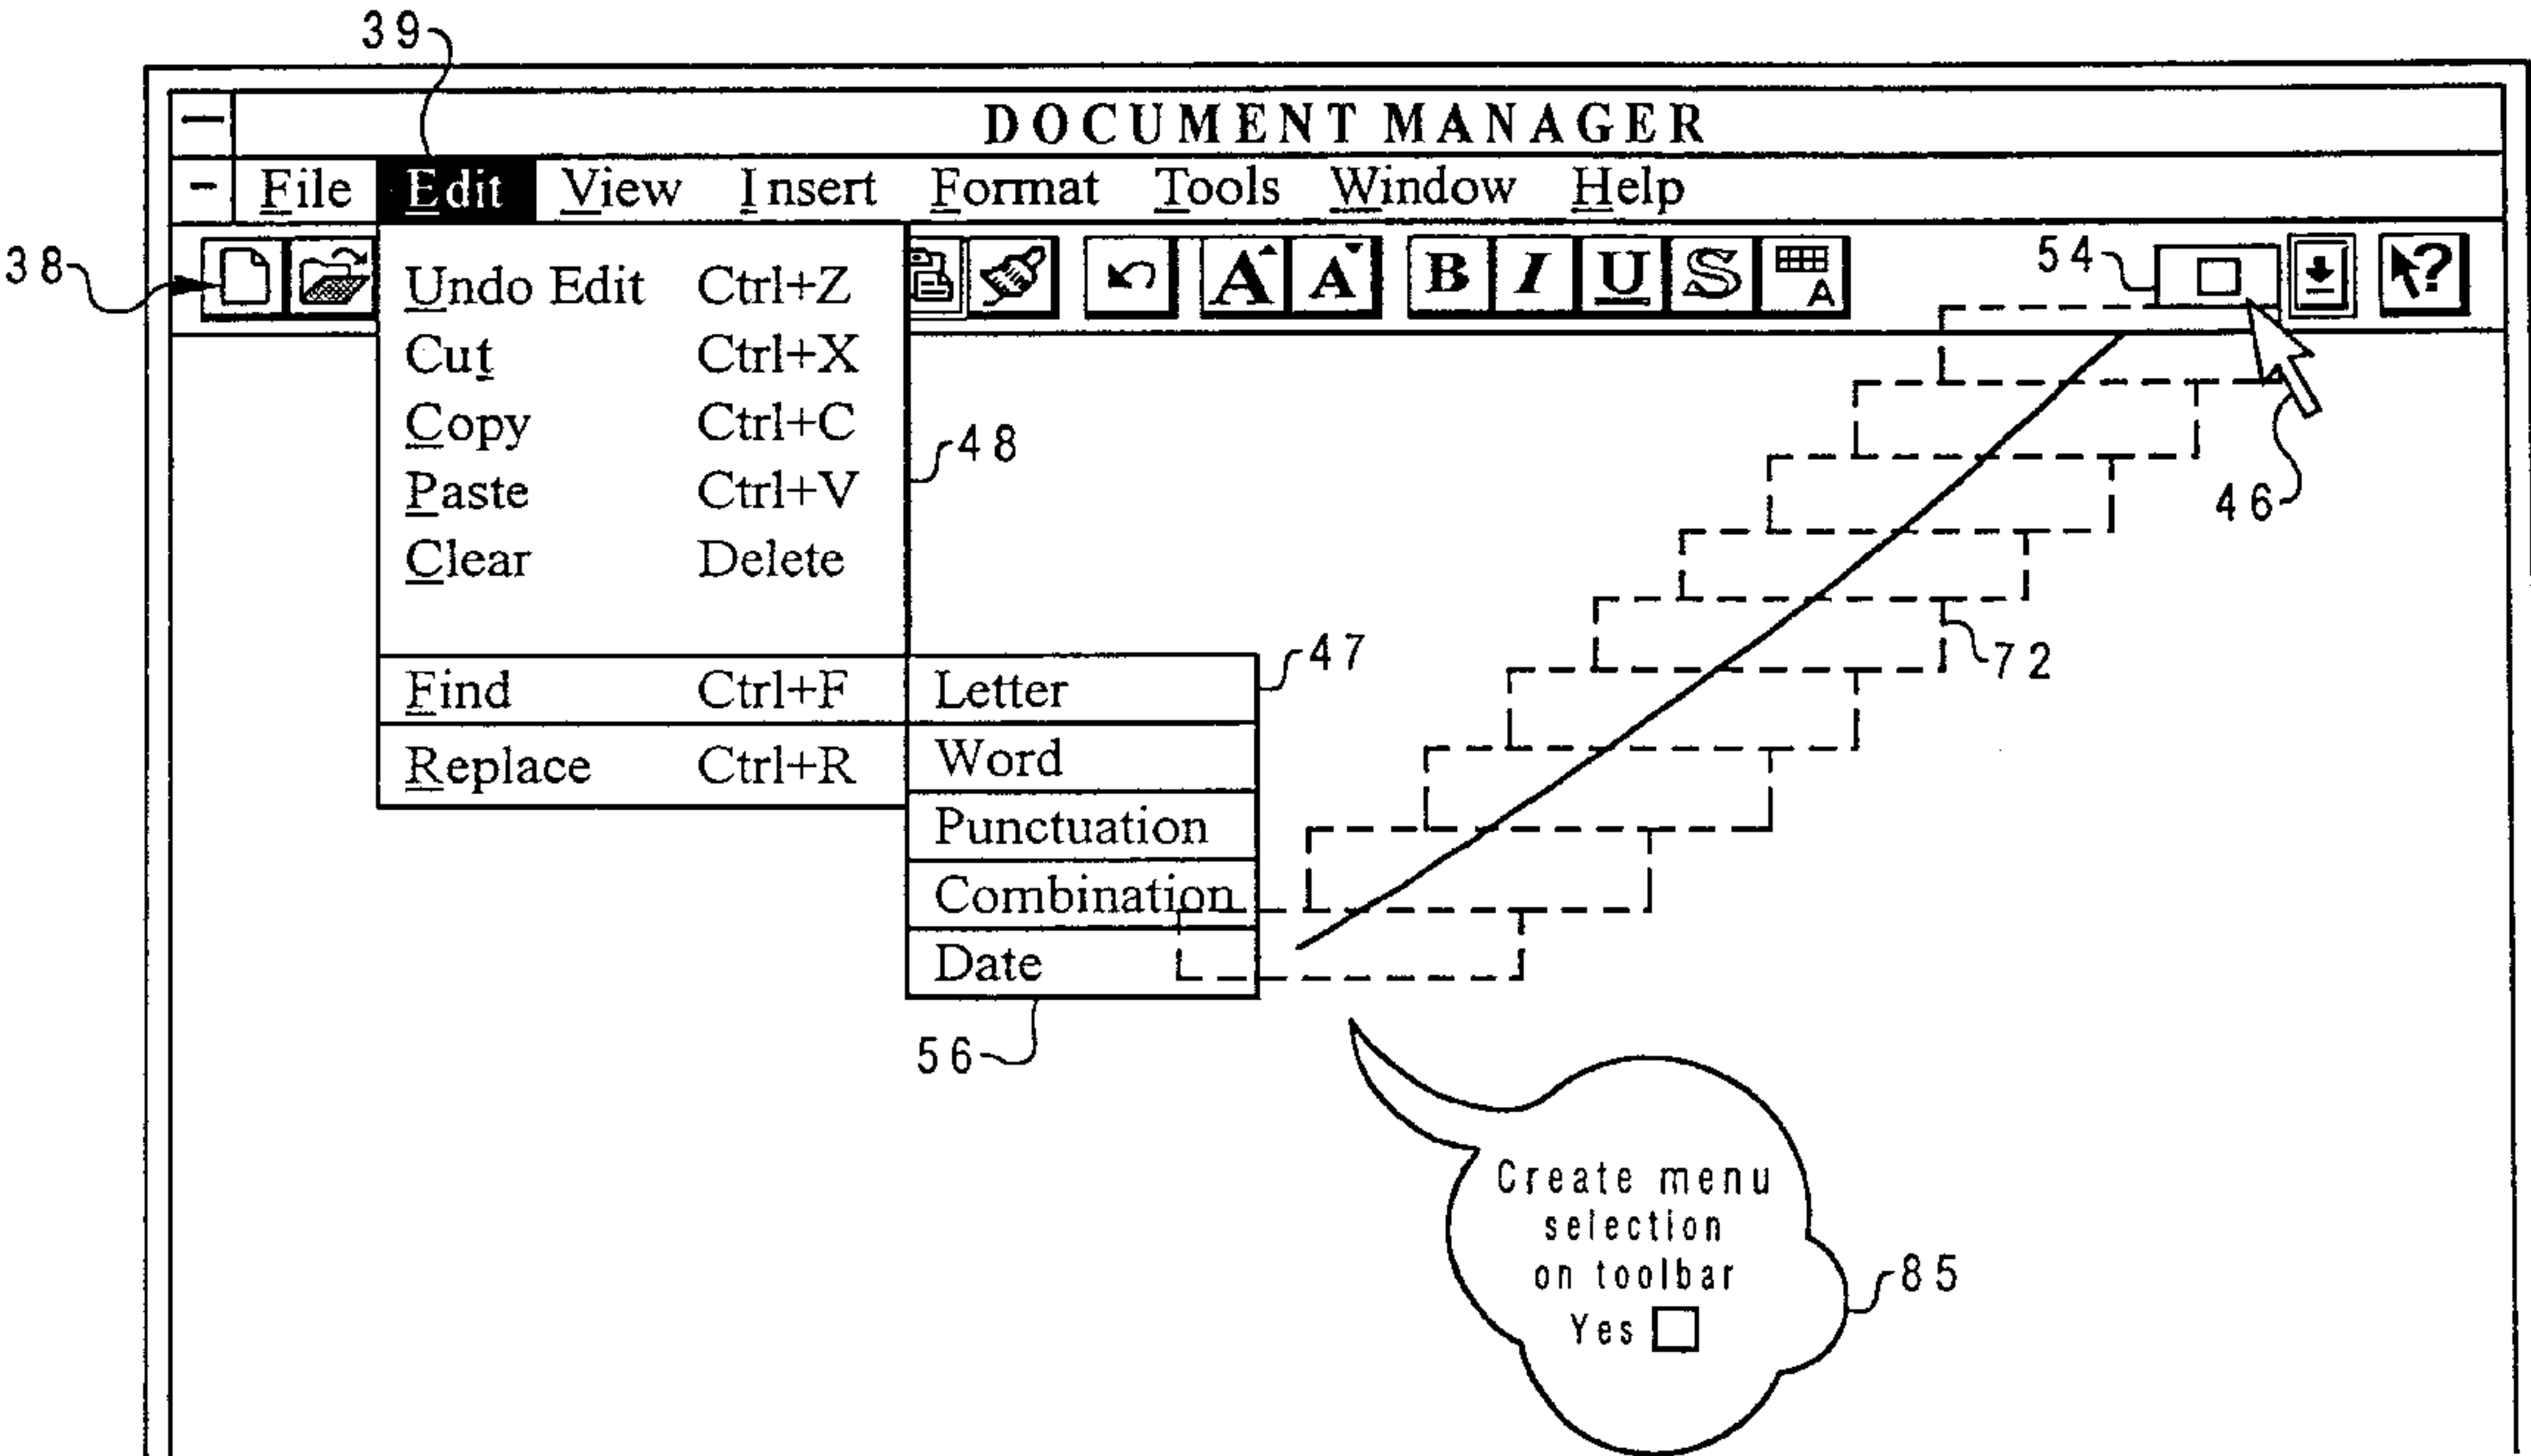 39
DOCUMENT MANAGER
File Edit View Insert Format Tools Window Help
38
A A B I U S A ?
54
Undo Edit Ctrl+Z
Cut Ctrl+X
Copy Ctrl+C
48
Paste Ctrl+V
46
Clear Delete
47
72
Find Ctrl+F Letter
Replace Ctrl+R Word
Punctuation
Combination
Date
56
Create menu
selection
on toolbar
Yes
85